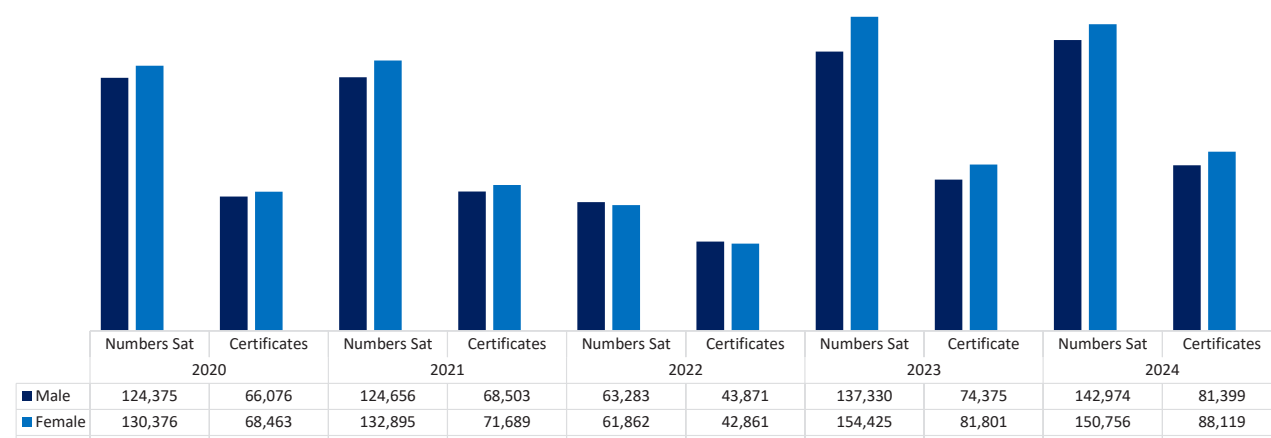 Numbers Sat Certificates Numbers Sat Certificates Numbers Sat Certificates Numbers Sat Certificate Numbers Sat Certificates
2020 2021 2022 2023 2024
Male 124,375 66,076 124,656 68,503 63,283 43,871 137,330 74,375 142,974 81,399
Female 130,376 68,463 132,895 71,689 61,862 42,861 154,425 81,801 150,756 88,119